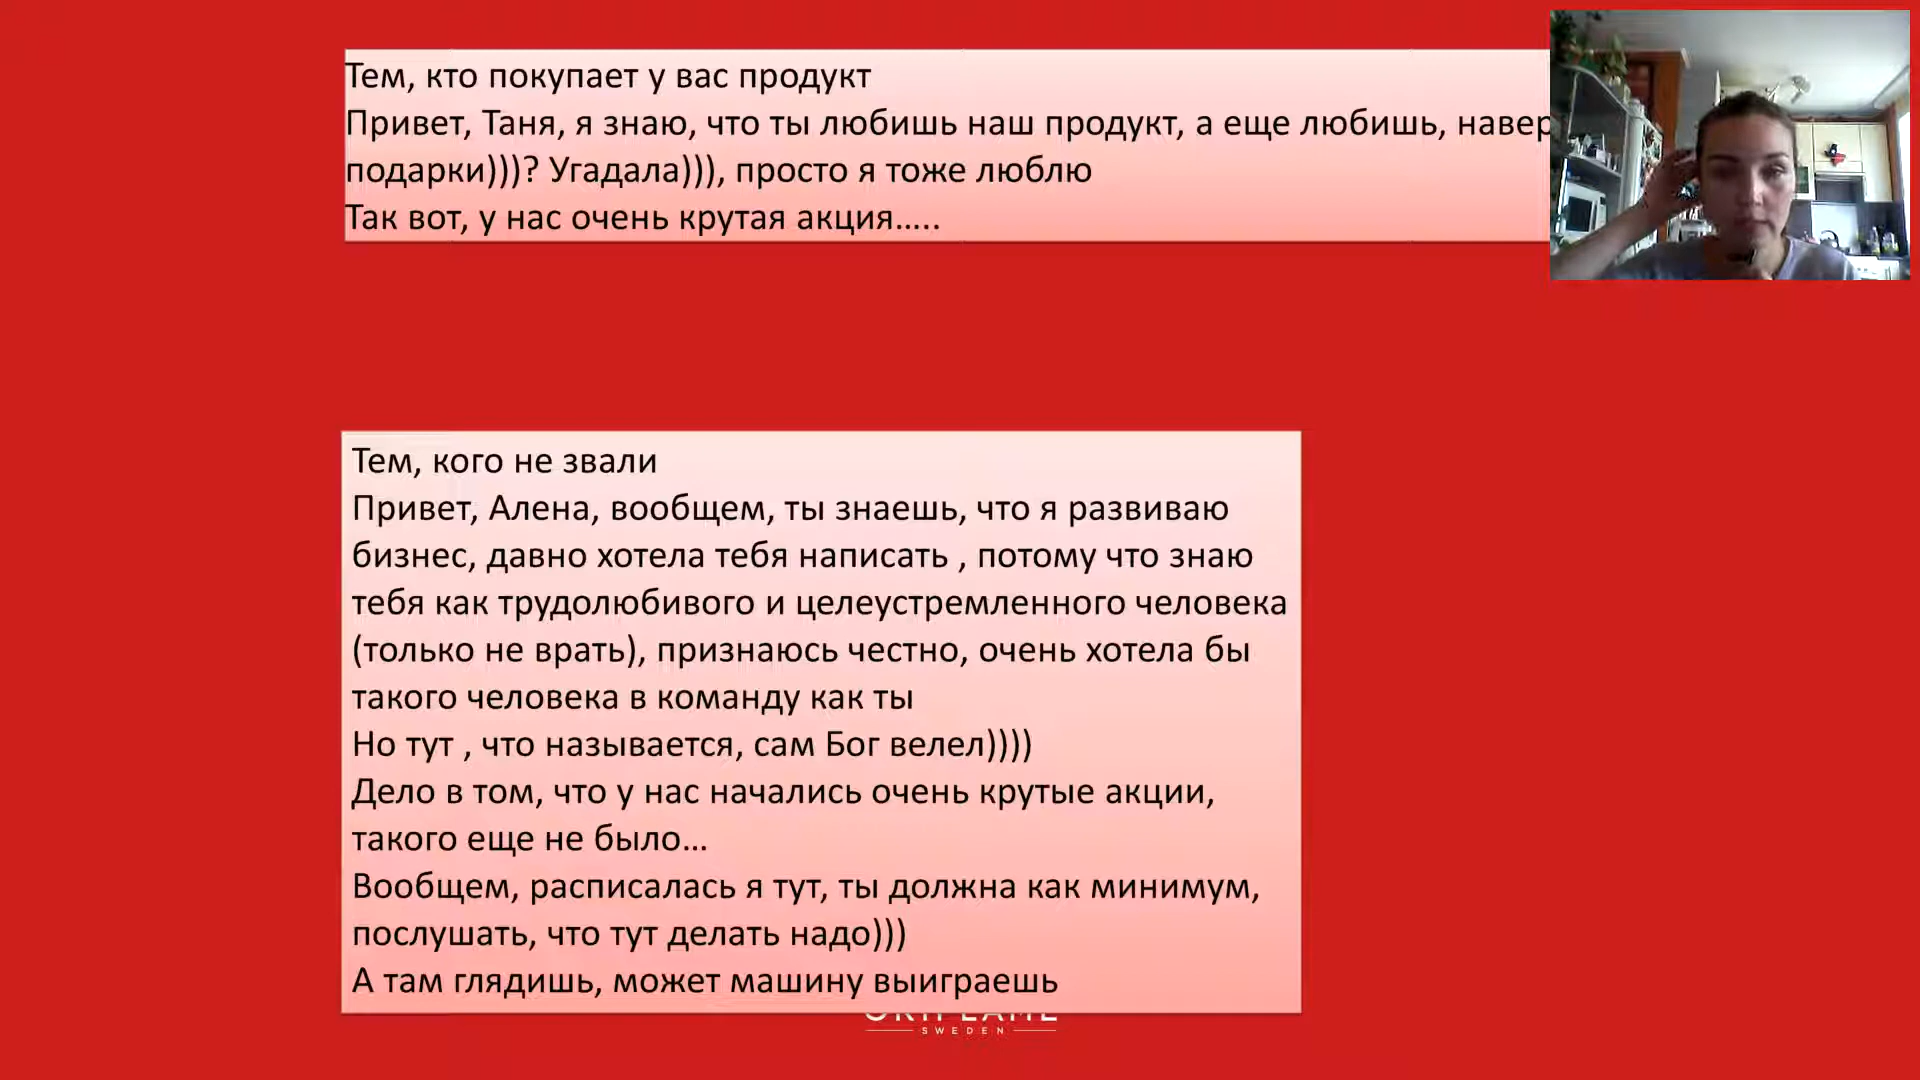 Тем, кто покупает у вас продукт
Привет, Таня, я знаю, что ты любишь наш продукт, а еще любишь,
подарки)))? Угадала))), просто я тоже люблю
Так вот, у нас очень крутая акция…..
Тем, кого не звали
Привет, Алена, вообщем, ты знаешь, что я развиваю
бизнес, давно хотела тебя написать , потому что знаю
тебя как трудолюбивого и целеустремленного человека
(только не врать), признаюсь честно, очень хотела бы
такого человека в команду как ты
Но тут , что называется, сам Бог велел))))
Дело в том, что у нас начались очень крутые акции,
такого еще не было…
Вообщем, расписалась я тут, ты должна как минимум,
послушать, что тут делать надо)))
А там глядишь, может машину выиграешь
SWEDEN